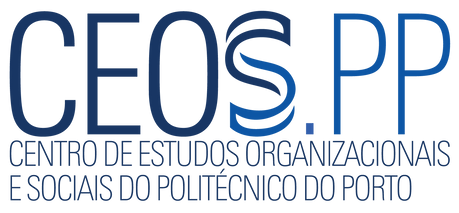 CEOS.PP
CENTRO DE ESTUDOS ORGANIZACIONAIS
E SOCIAIS DO POLITÉCNICO DO PORTO